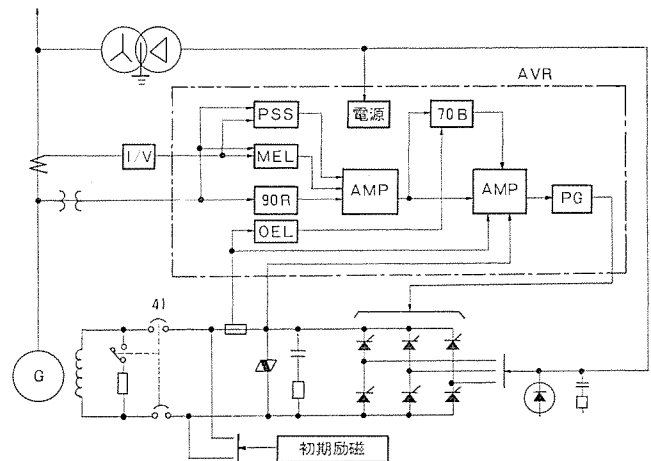 AVR
PSS
電源
70B
I/V
MEL
AMP
AMP
PG
90R
OEL
41
G
初期励磁